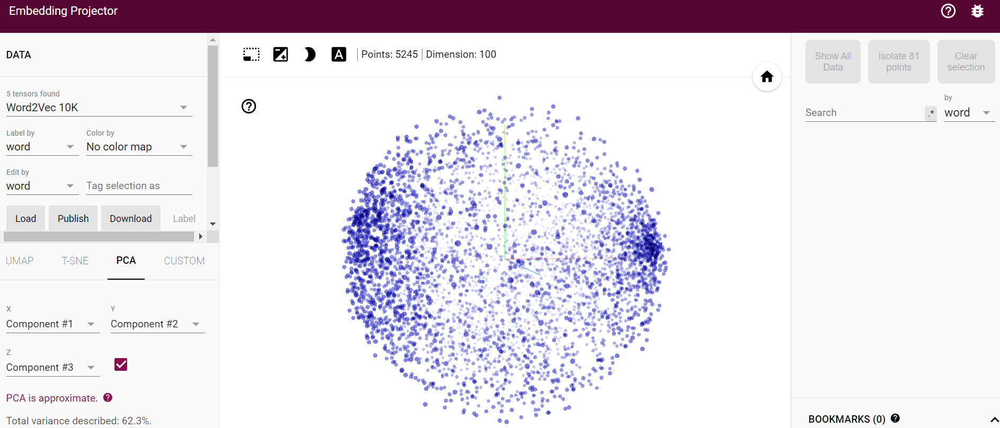 Embedding Projector
DATA
5 tensors found
Word2Vec 10K
Label by
Color by
word
No color map
Edit by
word
Tag selection as
Load
Publish
Download
Label
UMAP
T-SNE
PCA
CUSTOM
X
Y
Component #1
Component #2
Z
Component #3
PCA is approximate.
Total variance described: 62.3%.
A
Points: 5245
Dimension: 100
Show All
Data
Isolate 81
points
Clear
selection
by
Search
.*
word
BOOKMARKS (0)